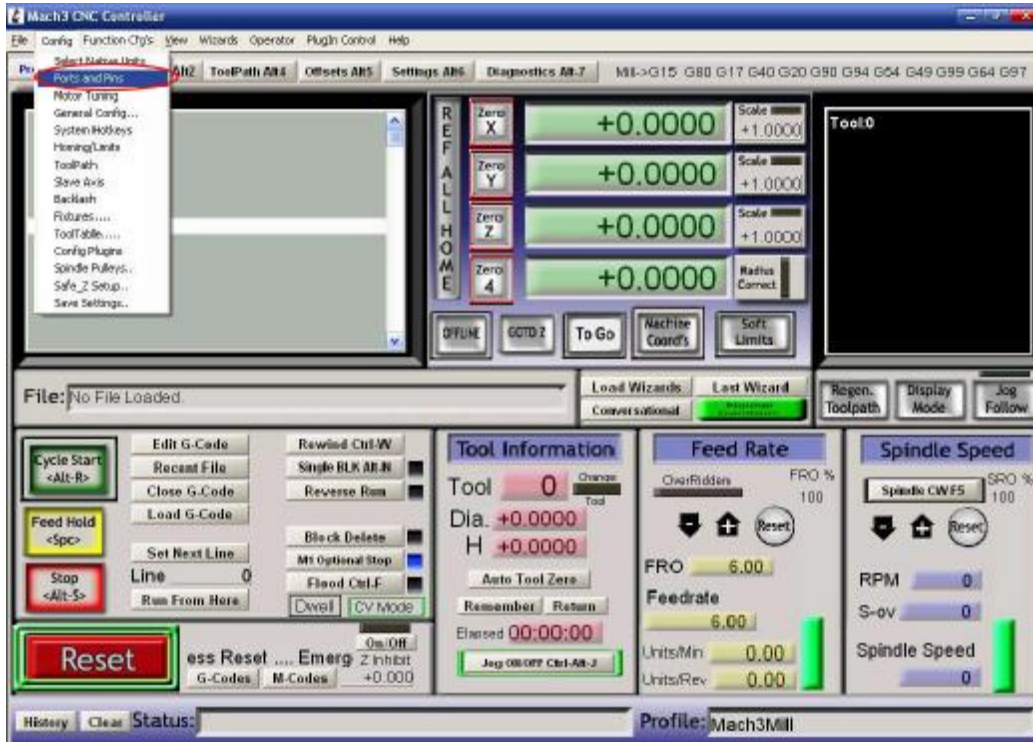 Mach3 CNC Controller
File Config Function Cfg's View Wizards Operator PlugIn Control Help
Select Native Units
Ports and Pins
Motor Tuning
General Config...
System Hotkeys
Homing/Limits
ToolPath
Slave Axis
Backlash
Fixtures.....
ToolTable.....
Config Plugins
Spindle Pulleys..
Safe_Z Setup..
Save Settings..
Alt2 ToolPath Alt4 Offsets Alt5 Settings Alt6 Diagnostics Alt-7
Mill->G15 G80 G17 G40 G20 G90 G94 G54 G49 G99 G64 G97
REF ALL HOME
Zero X +0.0000 Scale +1.0000
Zero Y +0.0000 Scale +1.0000
Zero Z +0.0000 Scale +1.0000
Zero 4 +0.0000 Radius Correct
OFFLINE GOTO Z To Go Machine Coord's Soft Limits
Tool:0
File: No File Loaded.
Load Wizards Last Wizard
Conversational
Regen. Toolpath Display Mode Jog Follow
Cycle Start <Alt-R>
Feed Hold <Spc>
Stop <Alt-S>
Edit G-Code
Recent File
Close G-Code
Load G-Code
Set Next Line
Line 0
Run From Here
Rewind Ctrl-W
Single BLK Alt-N
Reverse Run
Block Delete
M1 Optional Stop
Flood Ctrl-F
Dwell CV Mode
Reset
ess Reset .... Emerg
G-Codes M-Codes
On/Off
Z Inhibit
+0.000
Tool Information
Tool 0 Change Tool
Dia. +0.0000
H +0.0000
Auto Tool Zero
Remember Return
Elapsed 00:00:00
Jog ON/OFF Ctrl-Alt-J
Feed Rate
OverRidden FRO % 100
Reset
FRO 6.00
Feedrate
6.00
Units/Min 0.00
Units/Rev 0.00
Spindle Speed
Spindle CW F5
SRO % 100
Reset
RPM 0
S-ov 0
Spindle Speed
0
History Clear Status:
Profile: Mach3Mill